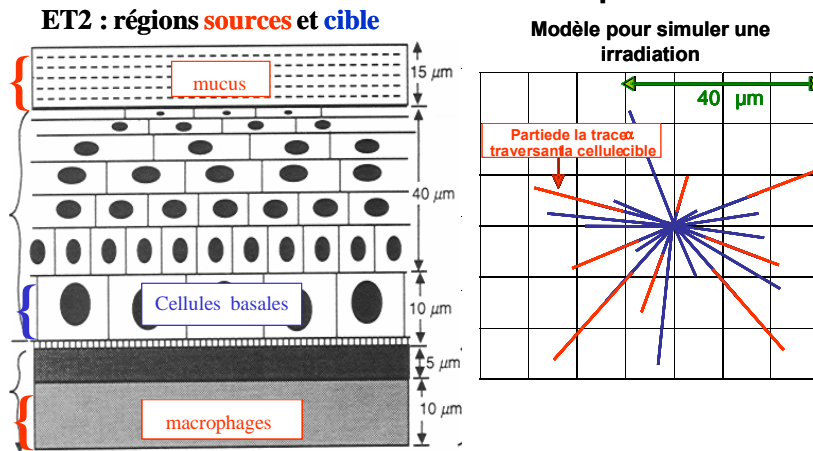 ET2 : régions sources et cible
mucus
15 µm
40 µm
Cellules basales
10 µm
5 µm
macrophages
10 µm
Modèle pour simuler une
irradiation
40 µm
Partiede la traceα
traversantla cellulecible